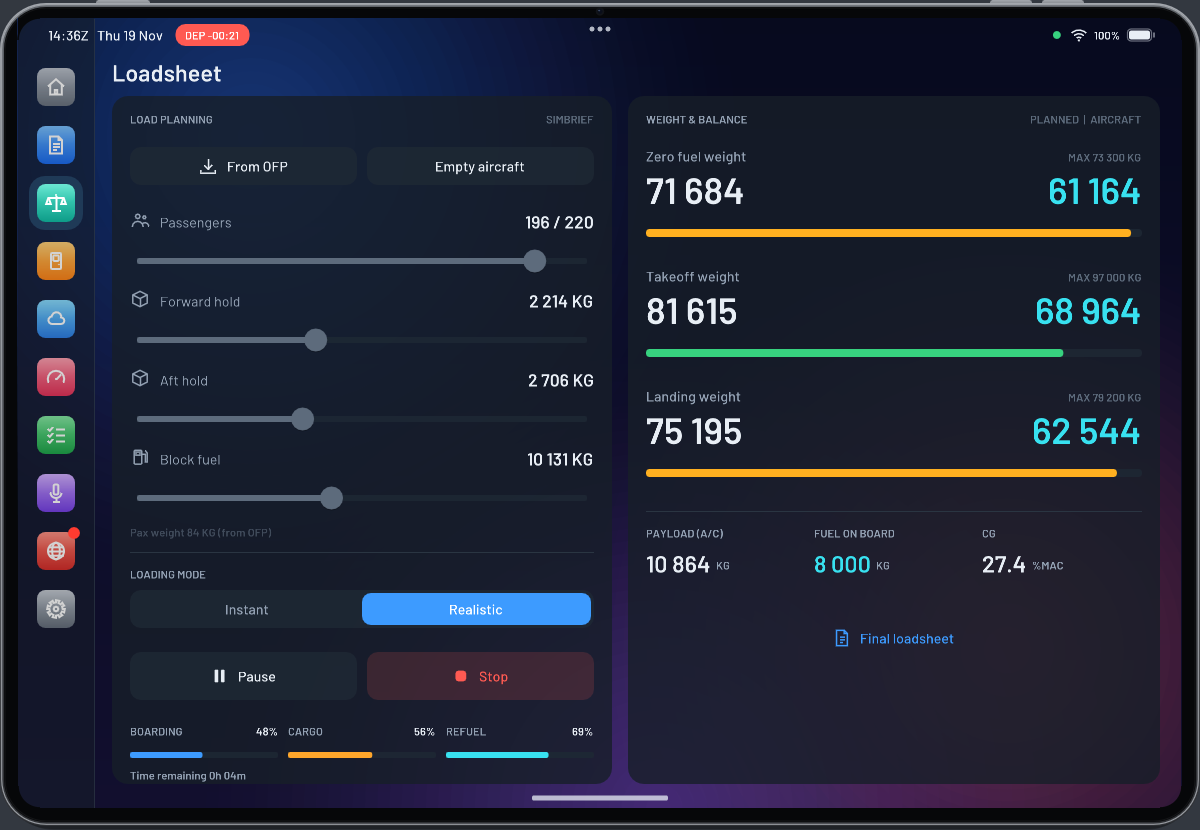 14:36Z Thu 19 Nov DEP -00:21 100%
Loadsheet
LOAD PLANNING SIMBRIEF
From OFP Empty aircraft
Passengers 196 / 220
Forward hold 2 214 KG
Aft hold 2 706 KG
Block fuel 10 131 KG
Pax weight 84 KG (from OFP)
LOADING MODE
Instant Realistic
Pause Stop
BOARDING 48% CARGO 56% REFUEL 69%
Time remaining 0h 04m
WEIGHT & BALANCE PLANNED | AIRCRAFT
Zero fuel weight MAX 73 300 KG
71 684 61 164
Takeoff weight MAX 97 000 KG
81 615 68 964
Landing weight MAX 79 200 KG
75 195 62 544
PAYLOAD (A/C) FUEL ON BOARD CG
10 864 KG 8 000 KG 27.4 %MAC
Final loadsheet